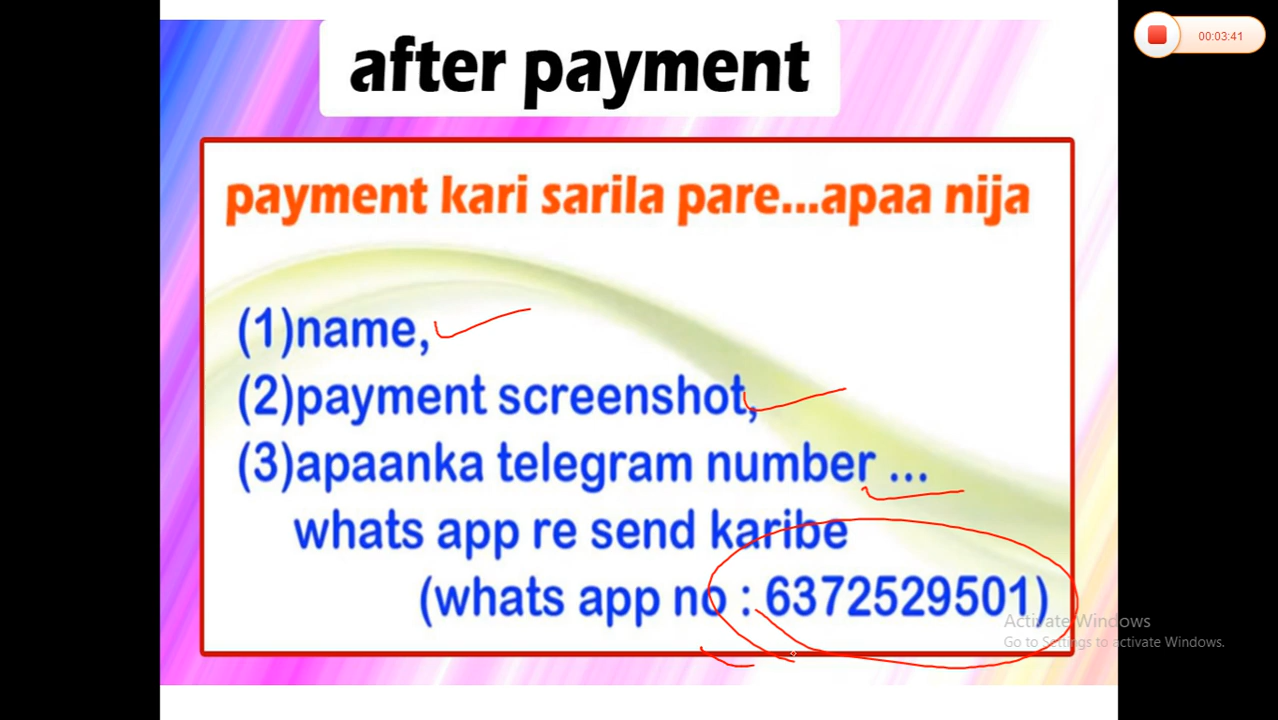 00:03:41
after payment
payment kari sarila pare...apaa nija
(1)name,
(2)payment screenshot,
(3)apaanka telegram number ...
whats app re send karibe
(whats app no : 6372529501)
Activate Windows
Go to Settings to activate Windows.